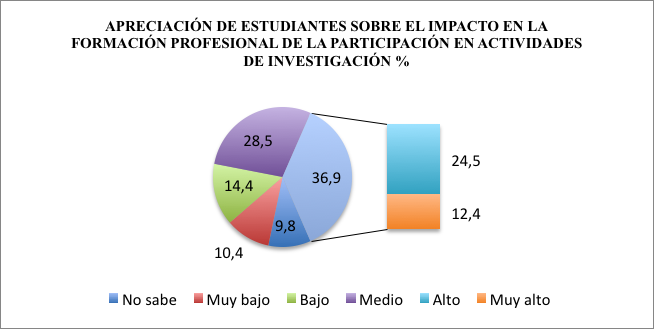 APRECIACIÓN DE ESTUDIANTES SOBRE EL IMPACTO EN LA
FORMACIÓN PROFESIONAL DE LA PARTICIPACIÓN EN ACTIVIDADES
DE INVESTIGACIÓN %
28,5
36,9
14,4
9,8
10,4
24,5
12,4
No sabe Muy bajo Bajo Medio Alto Muy alto